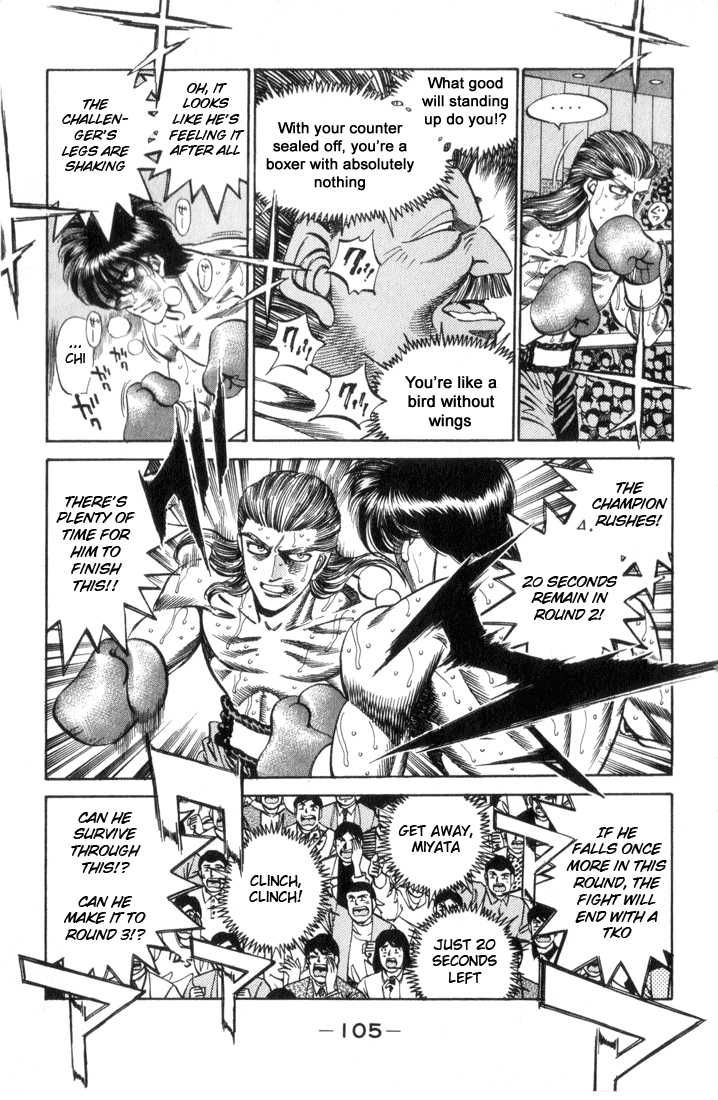 ....
What good
will standing
up do you!?
With your counter
sealed off, you're a
boxer with absolutely
nothing
You're like a
bird without
wings
OH, IT
LOOKS
LIKE HE'S
FEELING IT
AFTER ALL
THE
CHALLEN-
GER'S
LEGS ARE
SHAKING
...
CHI
THE
CHAMPION
RUSHES!
20 SECONDS
REMAIN IN
ROUND 2!
THERE'S
PLENTY OF
TIME FOR
HIM TO
FINISH
THIS!!
IF HE
FALLS ONCE
MORE IN THIS
ROUND, THE
FIGHT WILL
END WITH A
TKO
GET AWAY,
MIYATA
JUST 20
SECONDS
LEFT
CLINCH,
CLINCH!
CAN HE
SURVIVE
THROUGH
THIS!?
CAN HE
MAKE IT TO
ROUND 3!?
ワ
ア
ア
ア
-105-